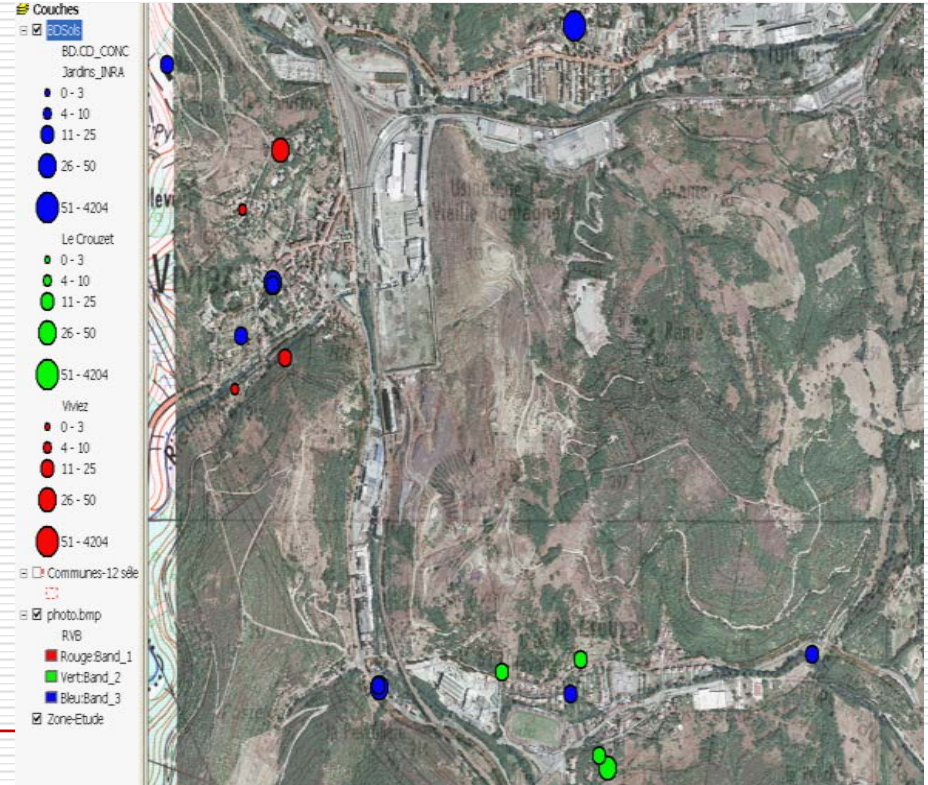 Couches
BDSols
BD.CD_CONC
Jardins_INRA
0 - 3
4 - 10
11 - 25
26 - 50
51 - 4204
Le Crouzet
0 - 3
4 - 10
11 - 25
26 - 50
51 - 4204
Viviez
0 - 3
4 - 10
11 - 25
26 - 50
51 - 4204
Communes-12 séle
photo.bmp
RVB
Rouge:Band_1
Vert:Band_2
Bleu:Band_3
Zone-Etude
Vieille Montagne